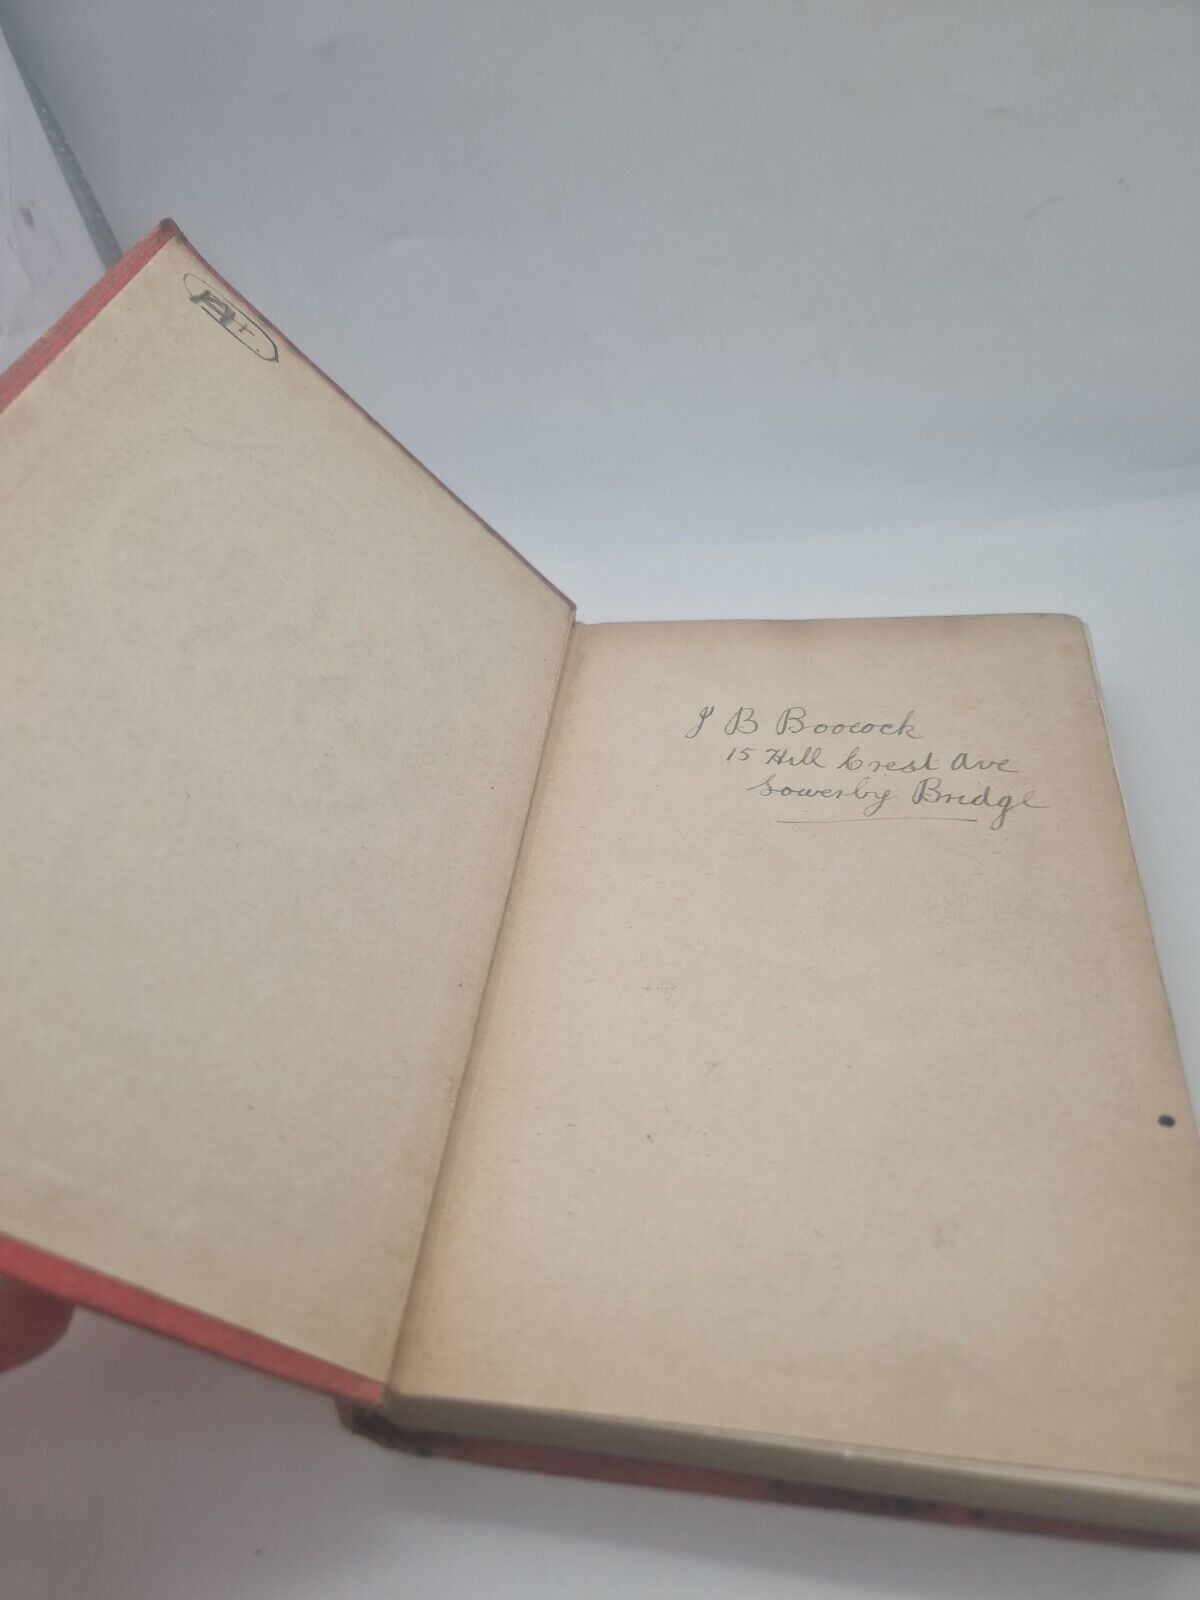 J B Boocock
15 Hill Crest Ave
Sowerby Bridge